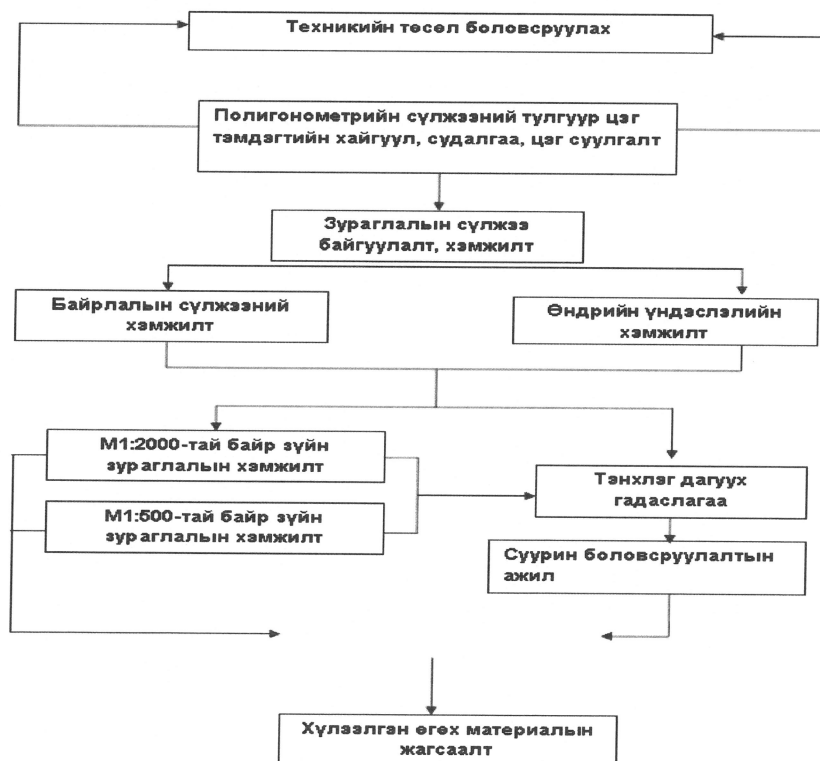 Техникийн төсөл боловсруулах
Полигонометрийн сүлжээний тулгуур цэг
тэмдэгтийн хайгуул, судалгаа, цэг суулгалт
Зураглалын сүлжээ
байгуулалт, хэмжилт
Байрлалын сүлжээний
хэмжилт
Өндрийн үндэслэлийн
хэмжилт
М1:2000-тай байр зүйн
зураглалын хэмжилт
М1:500-тай байр зүйн
зураглалын хэмжилт
Тэнхлэг дагуух
гадаслагаа
Суурин боловсруулалтын
ажил
Хүлээлгэн өгөх материалын
жагсаалт